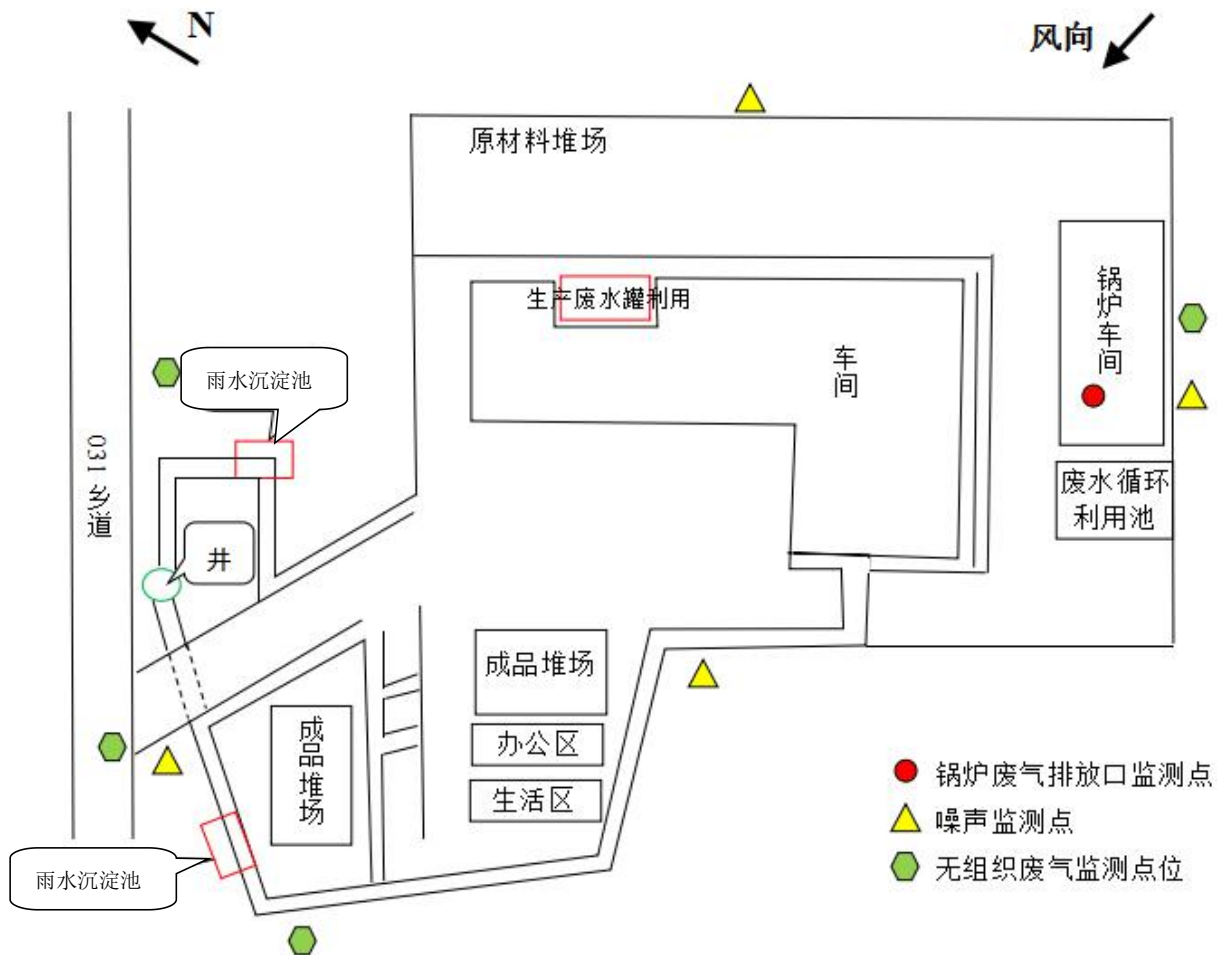 N
风向
原材料堆场
锅炉车间
生产废水罐利用
车间
雨水沉淀池
031 乡道
废水循环
利用池
井
成品堆场
成品堆场
办公区
生活区
锅炉废气排放口监测点
噪声监测点
雨水沉淀池
无组织废气监测点位